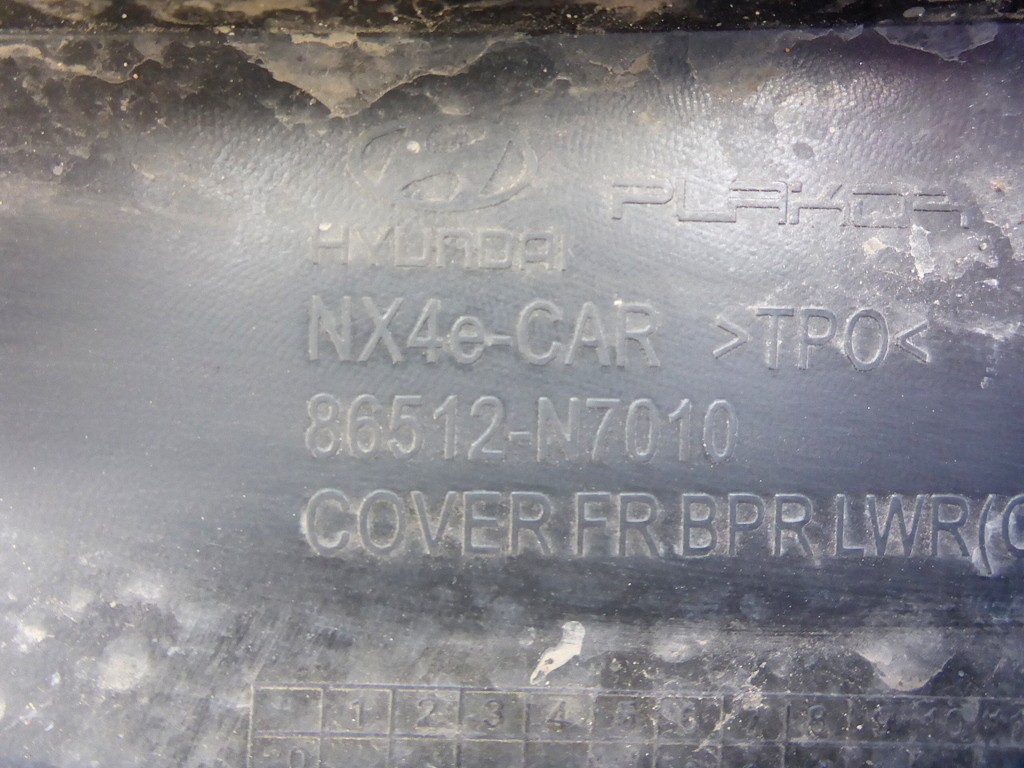 PLAKOR
HYUNDAI
NX4e-CAR >TPO<
86512-N7010
COVER FR BPR LWR(
1 2 3 4 5 6 7 8 9 10 11